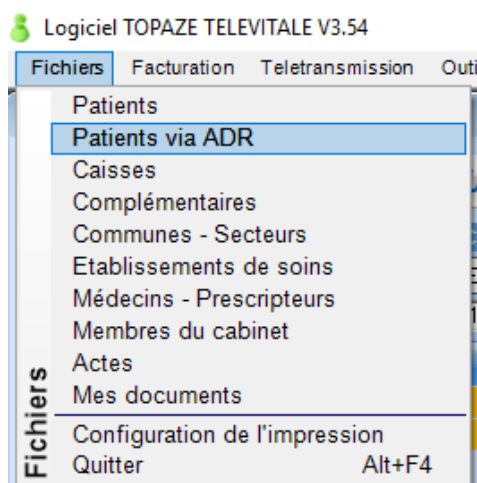 Logiciel TOPAZE TELEVITALE V3.54
Fichiers Facturation Teletransmission
Patients
Patients via ADR
Caisses
Complémentaires
Communes - Secteurs
Etablissements de soins
Médecins - Prescripteurs
Membres du cabinet
Actes
Mes documents
Configuration de l'impression
Quitter Alt+F4
Fichiers